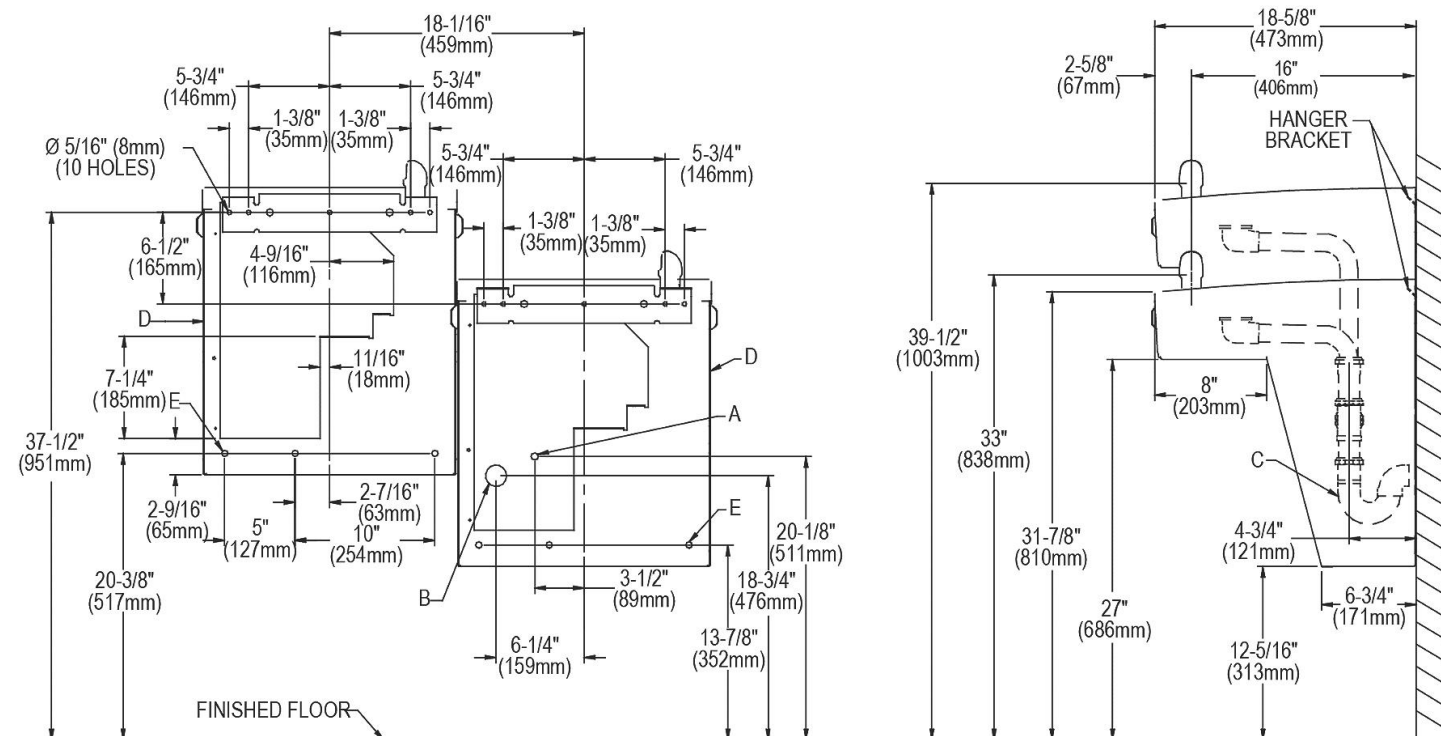 18-1/16"
(459mm)
5-3/4"
(146mm)
5-3/4"
(146mm)
1-3/8"
(35mm)
1-3/8"
(35mm)
Ø 5/16" (8mm)
(10 HOLES)
5-3/4"
(146mm)
5-3/4"
(146mm)
1-3/8"
(35mm)
1-3/8"
(35mm)
6-1/2"
(165mm)
4-9/16"
(116mm)
D
11/16"
(18mm)
D
7-1/4"
(185mm)
E
A
37-1/2"
(951mm)
2-9/16"
(65mm)
2-7/16"
(63mm)
5"
(127mm)
10"
(254mm)
E
20-1/8"
(511mm)
20-3/8"
(517mm)
B
3-1/2"
(89mm)
18-3/4"
(476mm)
6-1/4"
(159mm)
13-7/8"
(352mm)
FINISHED FLOOR
18-5/8"
(473mm)
2-5/8"
(67mm)
16"
(406mm)
HANGER
BRACKET
39-1/2"
(1003mm)
8"
(203mm)
33"
(838mm)
C
31-7/8"
(810mm)
4-3/4"
(121mm)
27"
(686mm)
6-3/4"
(171mm)
12-5/16"
(313mm)